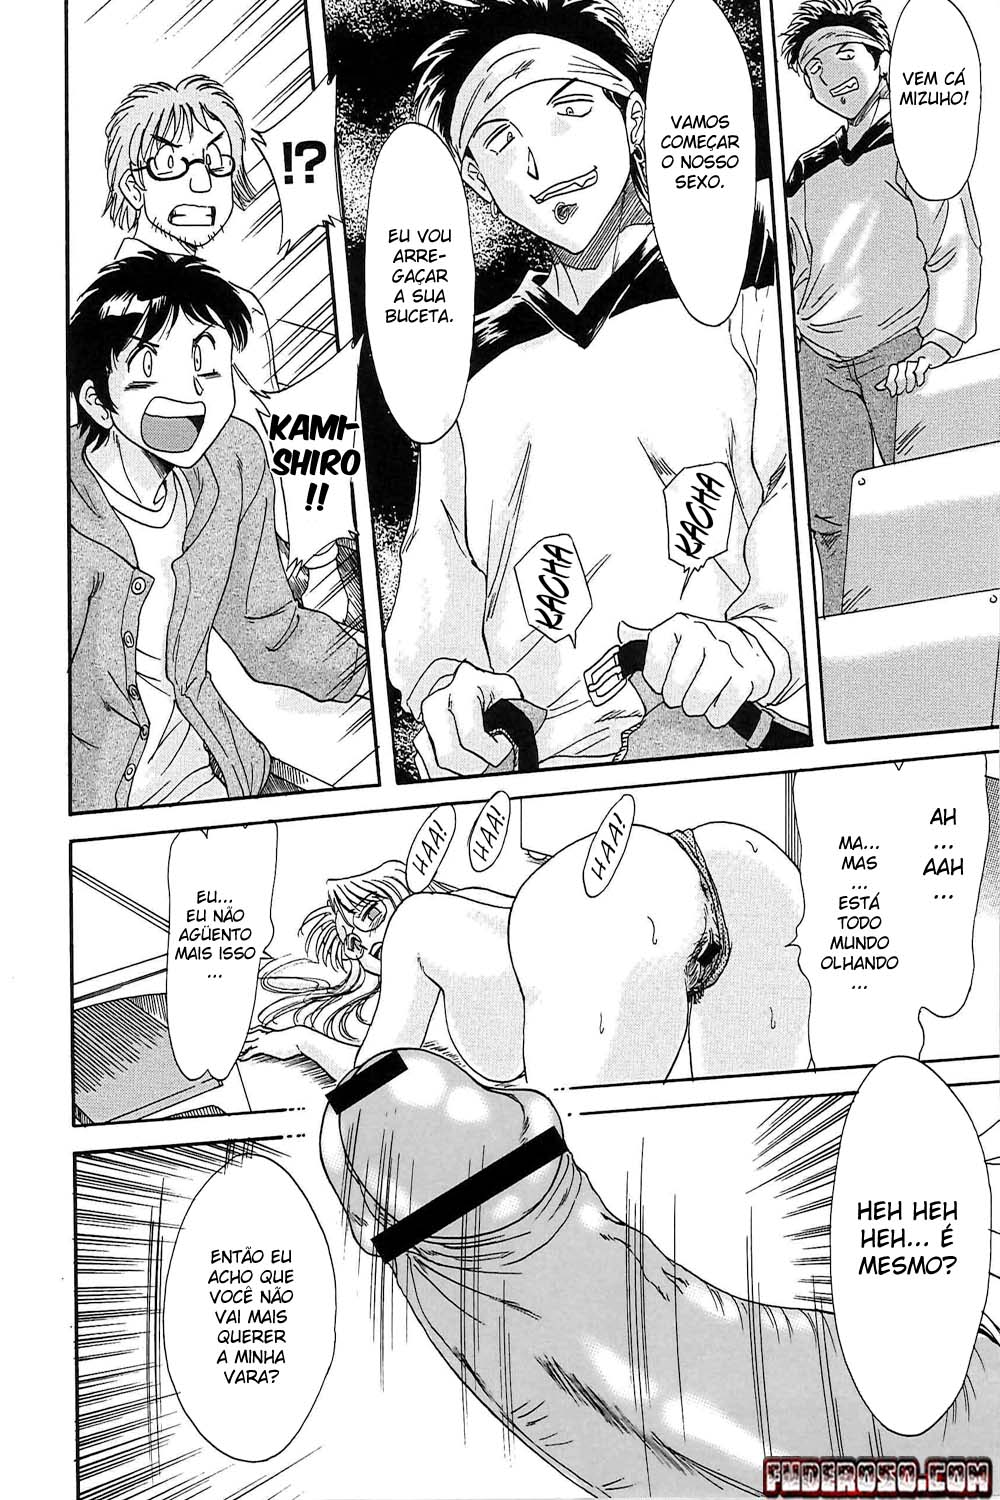 VEM CÁ
MIZUHO!
VAMOS
COMEÇAR
O NOSSO
SEXO.
EU VOU
ARRE-
GAÇAR
A SUA
BUCETA.
KACHA
KACHA
!?
KAMI-
SHIRO
!!
AH
...
AAH
...
MA...
MAS
...
ESTÁ
TODO
MUNDO
OLHANDO
...
HAA!
HAA!
HAA!
EU...
EU NÃO
AGÜENTO
MAIS ISSO
...
HEH HEH
HEH... É
MESMO?
ENTÃO EU
ACHO QUE
VOCÊ NÃO
VAI MAIS
QUERER
A MINHA
VARA?
FUDEROSO.COM